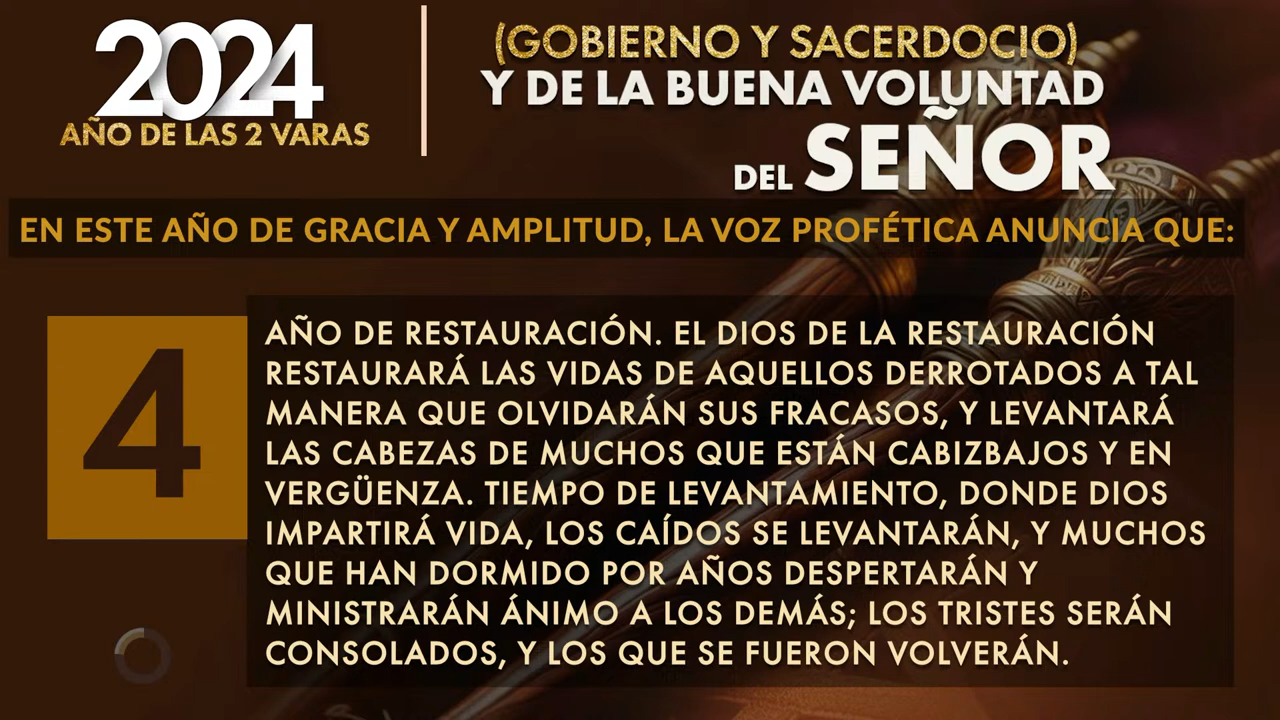 2024
AÑO DE LAS 2 VARAS
(GOBIERNO Y SACERDOCIO)
Y DE LA BUENA VOLUNTAD
DEL SEÑOR
EN ESTE AÑO DE GRACIA Y AMPLITUD, LA VOZ PROFÉTICA ANUNCIA QUE:
4
AÑO DE RESTAURACIÓN. EL DIOS DE LA RESTAURACIÓN
RESTAURARÁ LAS VIDAS DE AQUELLOS DERROTADOS A TAL
MANERA QUE OLVIDARÁN SUS FRACASOS, Y LEVANTARÁ
LAS CABEZAS DE MUCHOS QUE ESTÁN CABIZBAJOS Y EN
VERGÜENZA. TIEMPO DE LEVANTAMIENTO, DONDE DIOS
IMPARTIRÁ VIDA, LOS CAÍDOS SE LEVANTARÁN, Y MUCHOS
QUE HAN DORMIDO POR AÑOS DESPERTARÁN Y
MINISTRARÁN ÁNIMO A LOS DEMÁS; LOS TRISTES SERÁN
CONSOLADOS, Y LOS QUE SE FUERON VOLVERÁN.